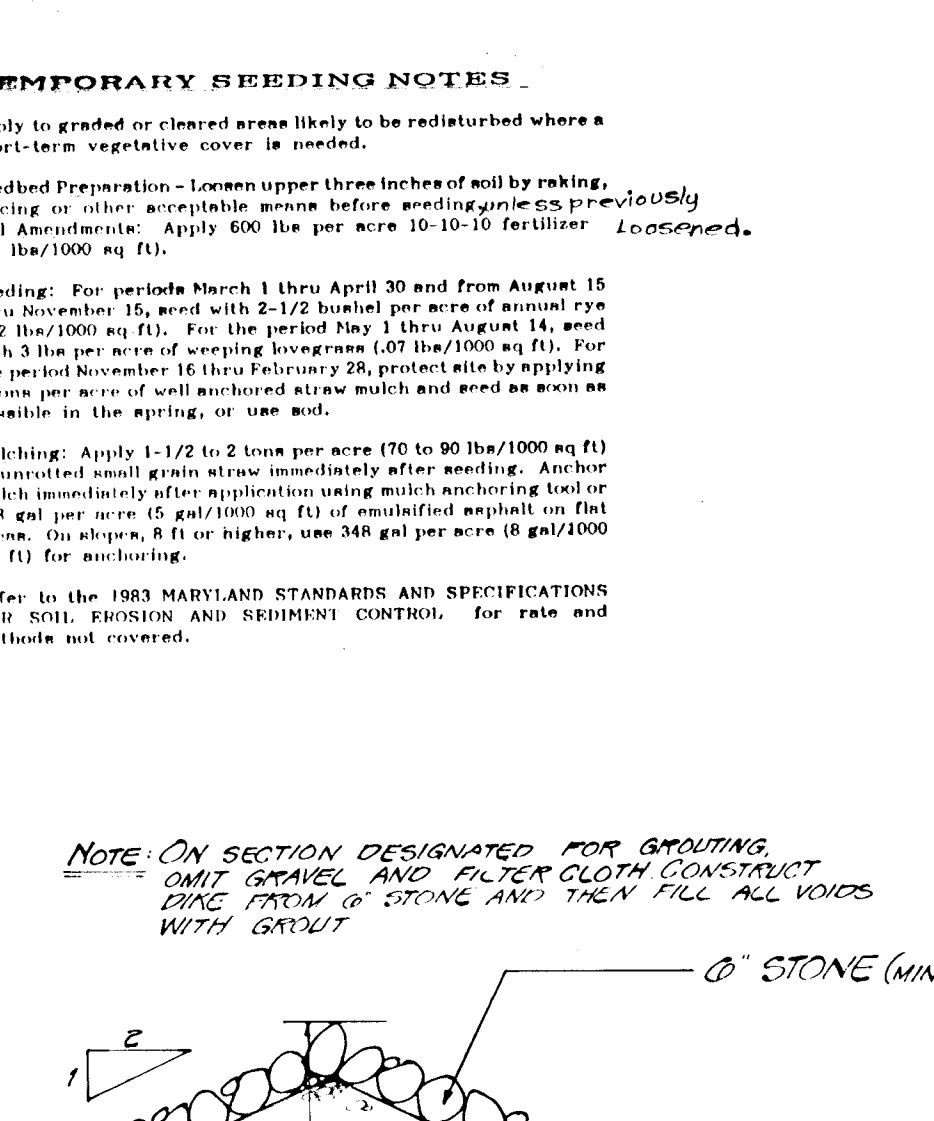 EMPORARY SEEDING NOTES
ply to graded or cleared areas likely to be redisturbed where a
ort-term vegetative cover is needed.
edbed Preparation - Loosen upper three inches of soil by raking,
cing or other acceptable means before seeding, unless previously
l Amendments: Apply 600 lbs per acre 10-10-10 fertilizer Loosened.
lbs/1000 sq ft).
eding: For periods March 1 thru April 30 and from August 15
ru November 15, seed with 2-1/2 bushel per acre of annual rye
2 lbs/1000 sq ft). For the period May 1 thru August 14, seed
h 3 lbs per acre of weeping lovegrass (.07 lbs/1000 sq ft). For
e period November 16 thru February 28, protect site by applying
ons per acre of well anchored straw mulch and seed as soon as
ssible in the spring, or use sod.
lching: Apply 1-1/2 to 2 tons per acre (70 to 90 lbs/1000 sq ft)
unrotted small grain straw immediately after seeding. Anchor
lch immediately after application using mulch anchoring tool or
8 gal per acre (5 gal/1000 sq ft) of emulsified asphalt on flat
eas. On slopes, 8 ft or higher, use 348 gal per acre (8 gal/1000
ft) for anchoring.
fer to the 1983 MARYLAND STANDARDS AND SPECIFICATIONS
R SOIL EROSION AND SEDIMENT CONTROL for rate and
thods not covered.
NOTE: ON SECTION DESIGNATED FOR GROUTING,
OMIT GRAVEL AND FILTER CLOTH. CONSTRUCT
DIKE FROM 6" STONE AND THEN FILL ALL VOIDS
WITH GROUT
6" STONE (MIN
2
1